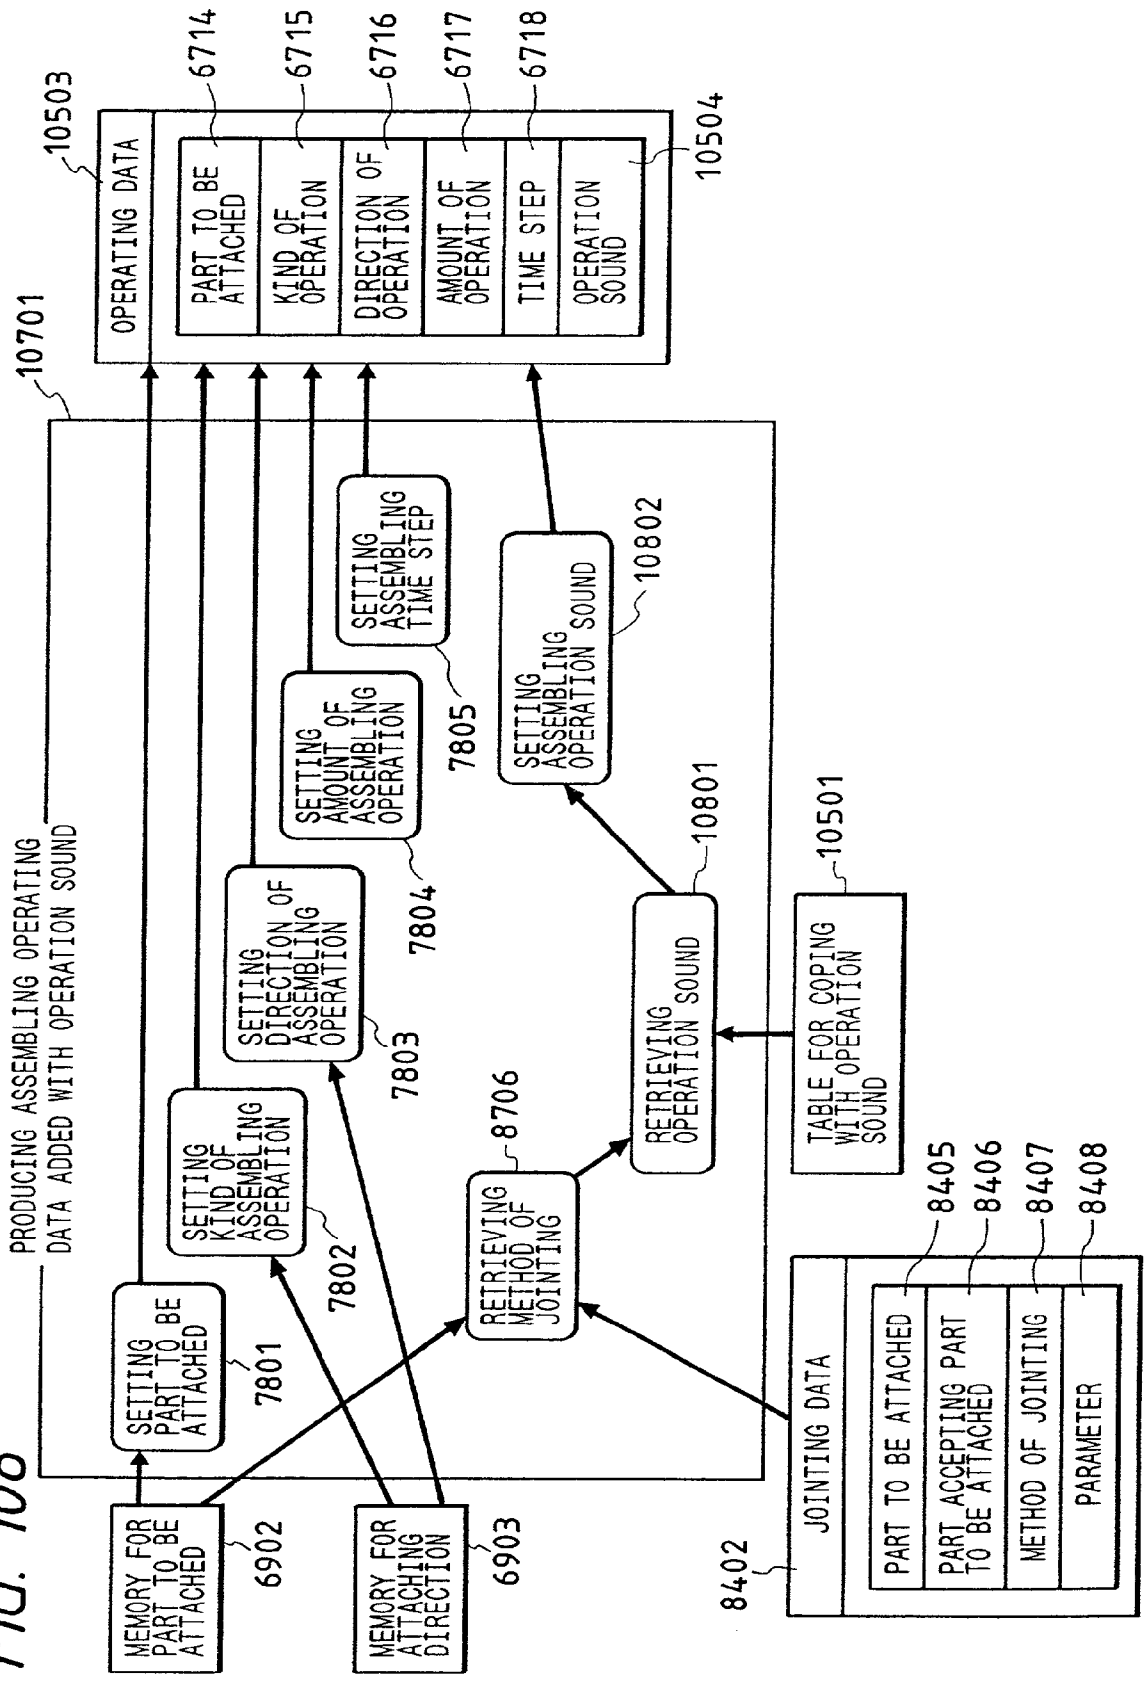 FIG. 108
PRODUCING ASSEMBLING OPERATING
DATA ADDED WITH OPERATION SOUND
10701
MEMORY FOR
PART TO BE
ATTACHED
6902
MEMORY FOR
ATTACHING
DIRECTION
6903
SETTING
PART TO BE
ATTACHED
7801
SETTING
KIND OF
ASSEMBLING
OPERATION
7802
SETTING
DIRECTION OF
ASSEMBLING
OPERATION
7803
SETTING
AMOUNT OF
ASSEMBLING
OPERATION
7804
SETTING
ASSEMBLING
TIME STEP
7805
RETRIEVING
METHOD OF
JOINTING
8706
RETRIEVING
OPERATION SOUND
10801
SETTING
ASSEMBLING
OPERATION SOUND
10802
OPERATING DATA
10503
PART TO BE
ATTACHED
6714
KIND OF
OPERATION
6715
DIRECTION OF
OPERATION
6716
AMOUNT OF
OPERATION
6717
TIME STEP
6718
OPERATION
SOUND
10504
JOINTING DATA
8402
PART TO BE ATTACHED
8405
PART ACCEPTING PART
TO BE ATTACHED
8406
METHOD OF JOINTING
8407
PARAMETER
8408
TABLE FOR COPING
WITH OPERATION
SOUND
10501